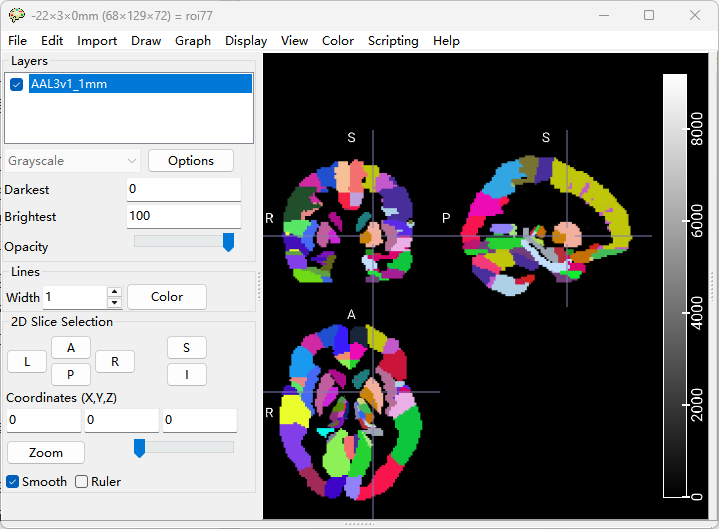 -22×3×0mm (68×129×72) = roi77
File Edit Import Draw Graph Display View Color Scripting Help
Layers
AAL3v1_1mm
Grayscale
Options
Darkest 0
Brightest 100
Opacity
Lines
Width 1 Color
2D Slice Selection
A S
L R
P I
Coordinates (X,Y,Z)
0 0 0
Zoom
Smooth Ruler
S S
R P
A
R
8000
6000
4000
2000
0